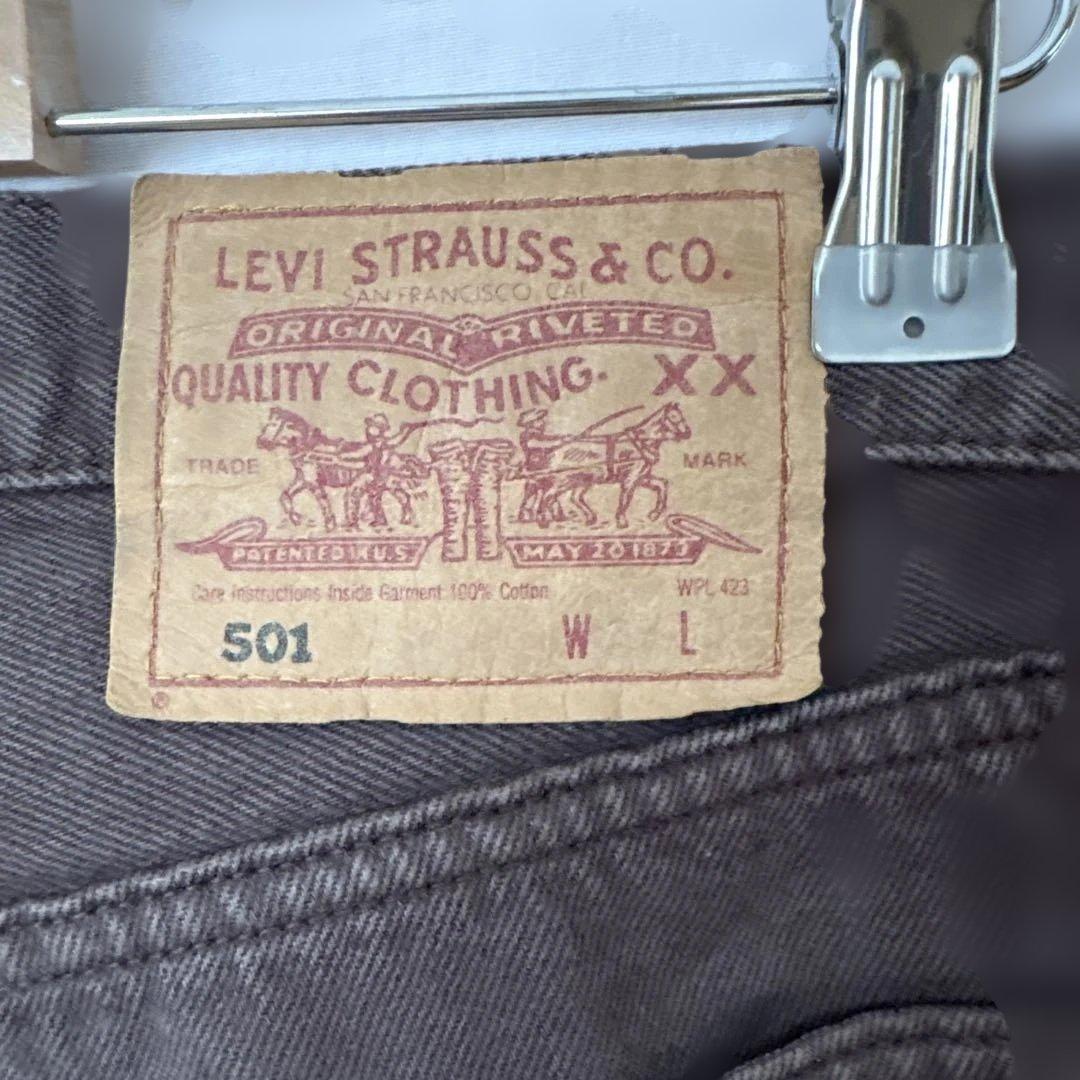 LEVI STRAUSS & CO.
SAN FRANCISCO CAL
ORIGINAL RIVETED
QUALITY CLOTHING. XX
TRADE MARK
PATENTED IN U.S. MAY 20 1873
Care Instructions Inside Garment 100% Cotton WPL 423
501 W L
®